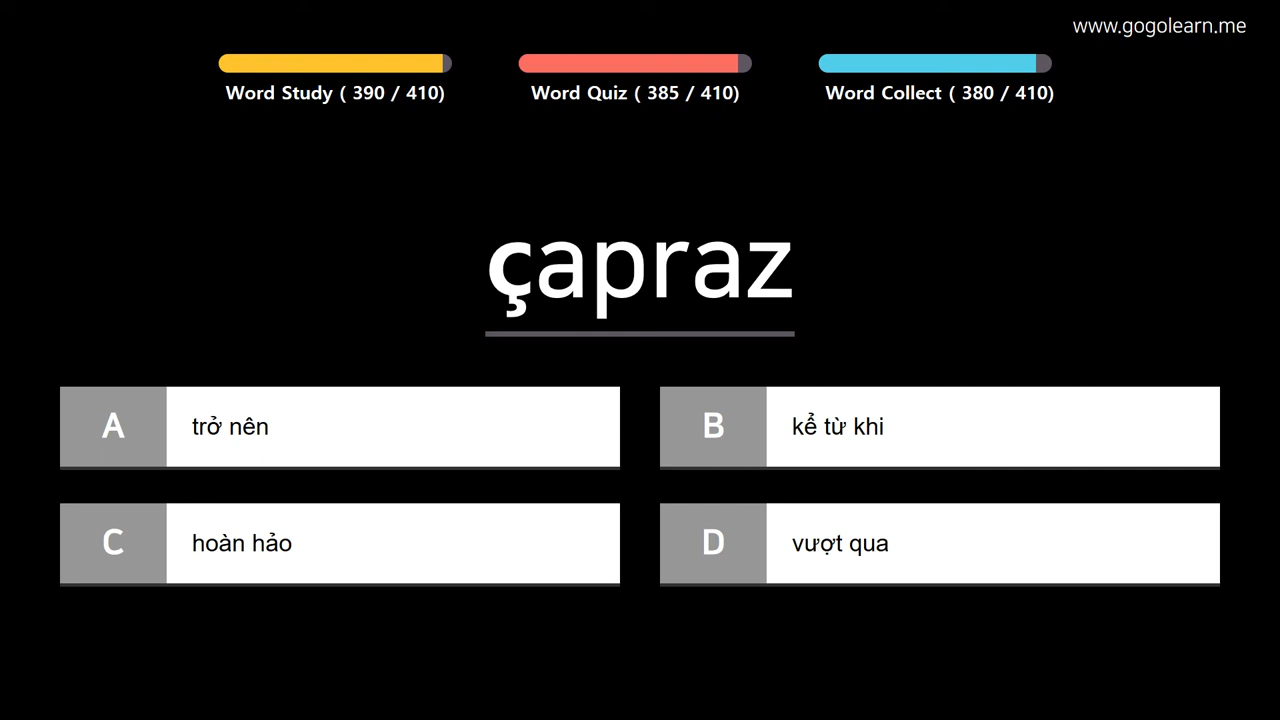 www.gogolearn.me
Word Study ( 390 / 410)
Word Quiz ( 385 / 410)
Word Collect ( 380 / 410)
çapraz
A trở nên
B kể từ khi
C hoàn hảo
D vượt qua